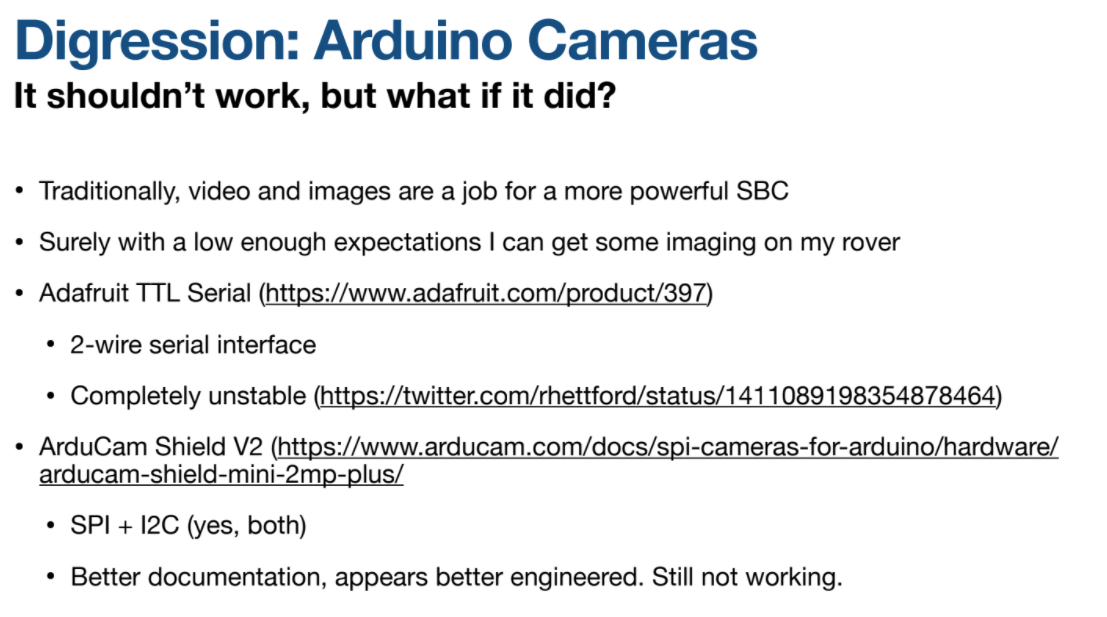 Digression: Arduino Cameras
It shouldn’t work, but what if it did?
• Traditionally, video and images are a job for a more powerful SBC
• Surely with a low enough expectations I can get some imaging on my rover
• Adafruit TTL Serial (https://www.adafruit.com/product/397)
• 2-wire serial interface
• Completely unstable (https://twitter.com/rhettford/status/1411089198354878464)
• ArduCam Shield V2 (https://www.arducam.com/docs/spi-cameras-for-arduino/hardware/
arducam-shield-mini-2mp-plus/
• SPI + I2C (yes, both)
• Better documentation, appears better engineered. Still not working.